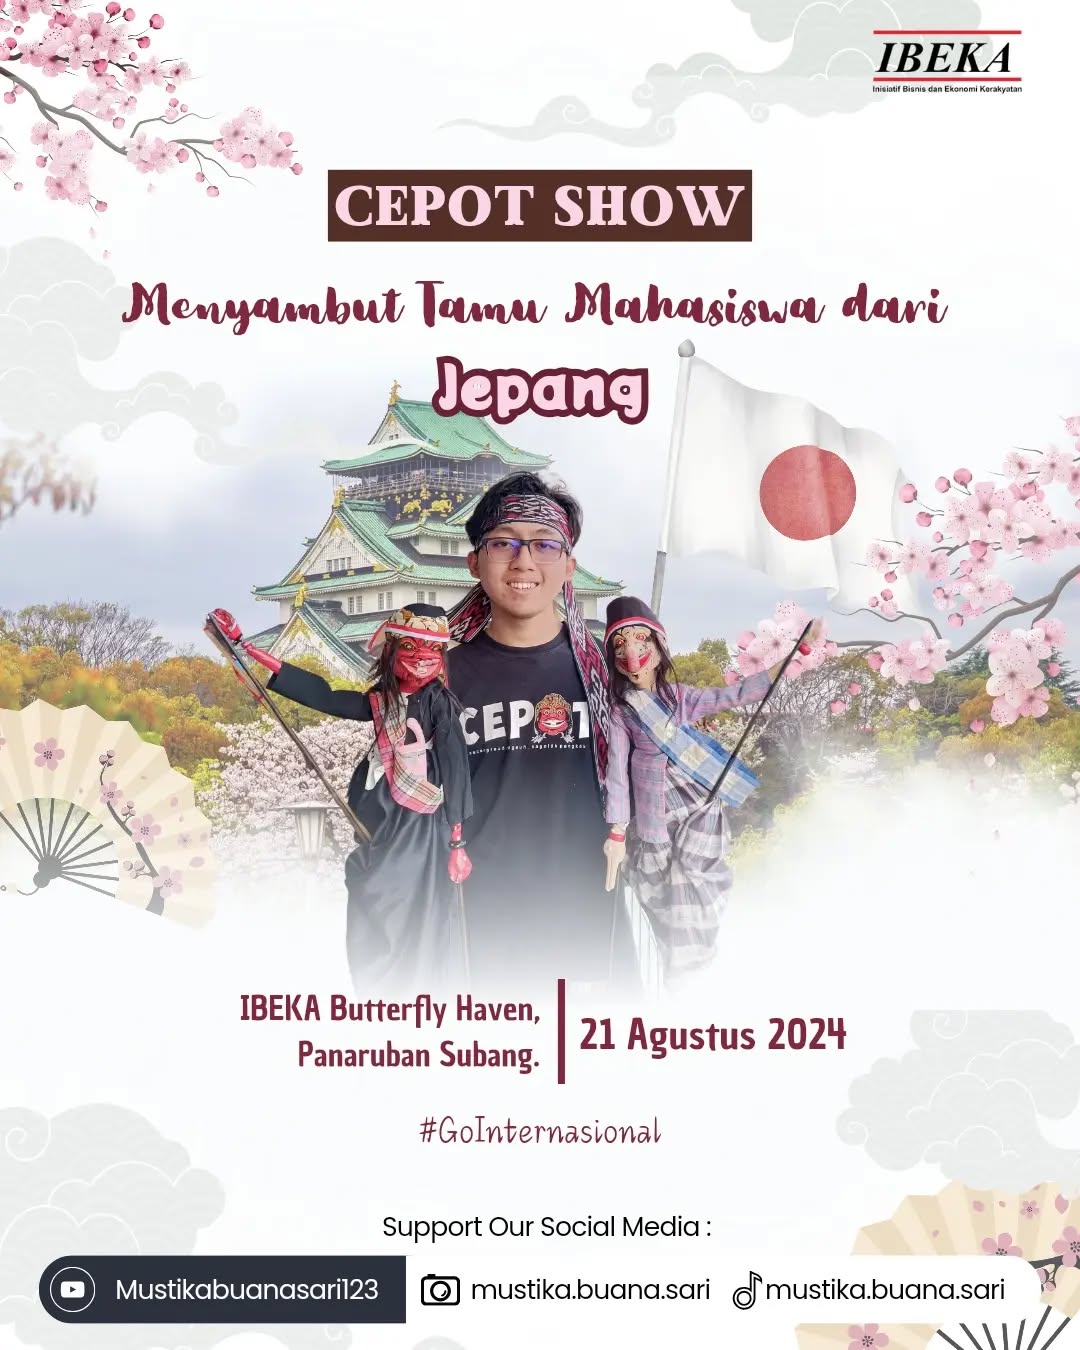 IBEKA
Inisiatif Bisnis dan Ekonomi Kerakyatan
CEPOT SHOW
Menyambut Tamu Mahasiswa dari
Jepang
CEPOT
IBEKA Butterfly Haven,
Panaruban Subang.
21 Agustus 2024
#GoInternasional
Support Our Social Media :
Mustikabuanasari123
mustika.buana.sari
mustika.buana.sari